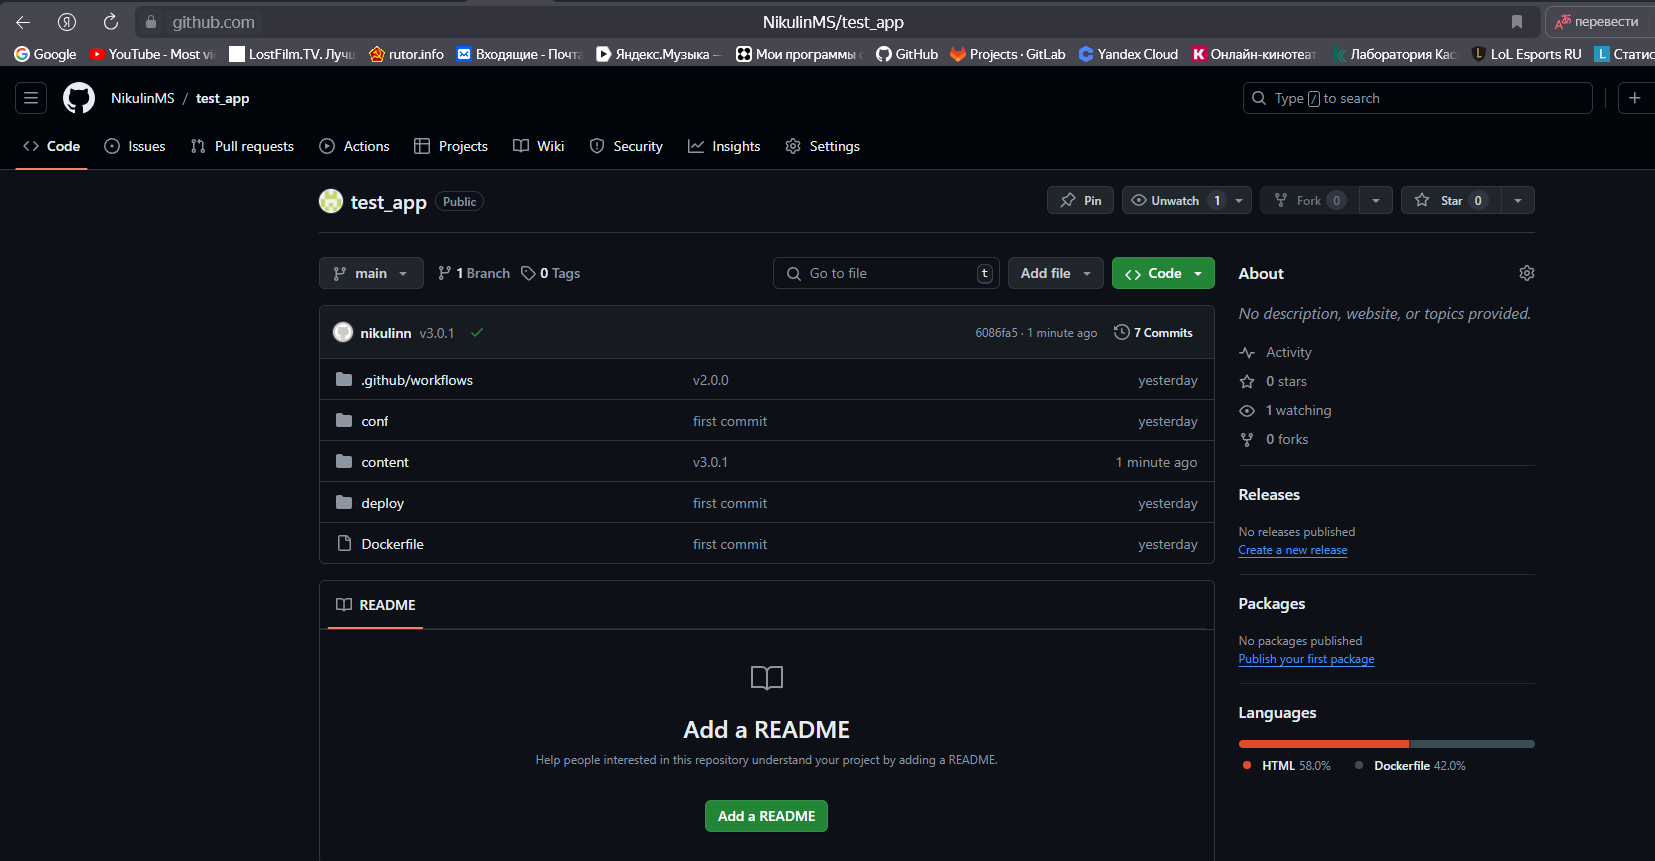 github.com NikulinMS/test_app перевести
Google YouTube - Most LostFilm.TV. rutor.info Входящие - Почта Яндекс.Музыка — Мои программы GitHub Projects · GitLab Yandex Cloud Онлайн-кинотеат Лаборатория Кас LoL Esports RU Статис
NikulinMS / test_app Type / to search
Code Issues Pull requests Actions Projects Wiki Security Insights Settings
test_app Public Pin Unwatch 1 Fork 0 Star 0
main 1 Branch 0 Tags Go to file t Add file Code
nikulinn v3.0.1 6086fa5 · 1 minute ago 7 Commits
.github/workflows v2.0.0 yesterday
conf first commit yesterday
content v3.0.1 1 minute ago
deploy first commit yesterday
Dockerfile first commit yesterday
README
Add a README
Help people interested in this repository understand your project by adding a README.
Add a README
About
No description, website, or topics provided.
Activity
0 stars
1 watching
0 forks
Releases
No releases published
Create a new release
Packages
No packages published
Publish your first package
Languages
HTML 58.0% Dockerfile 42.0%